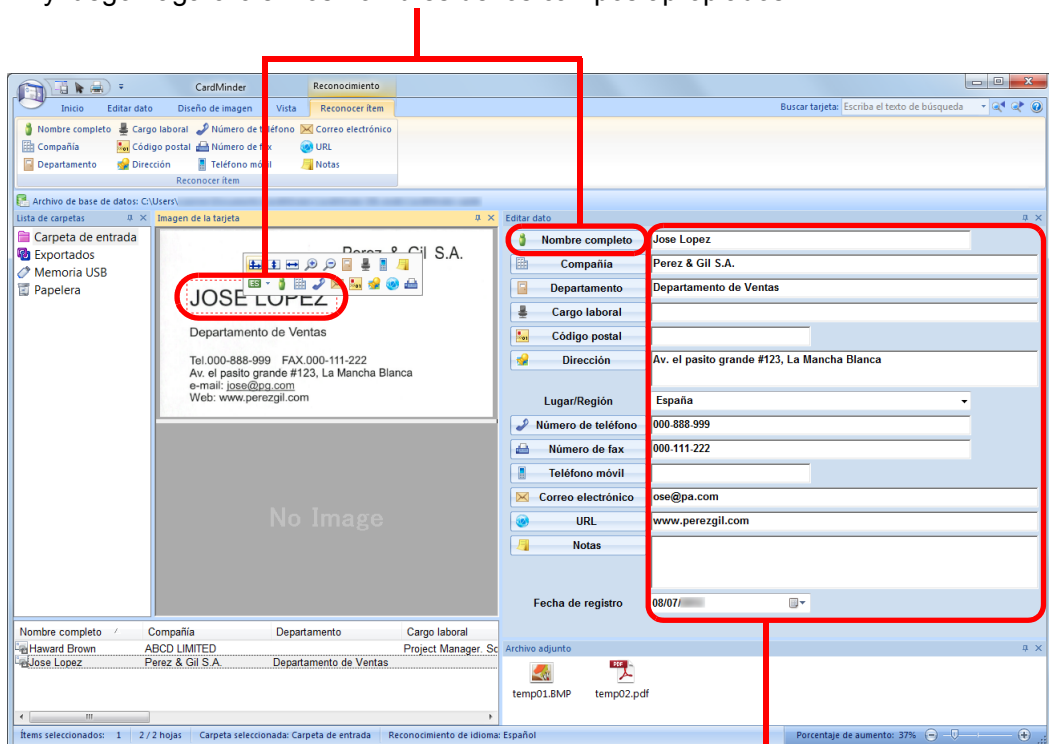 CardMinder
Reconocimiento
Inicio Editar dato Diseño de imagen Vista Reconocer ítem
Buscar tarjeta: Escriba el texto de búsqueda
Nombre completo Cargo laboral Número de teléfono Correo electrónico
Compañía Código postal Número de fax URL
Departamento Dirección Teléfono móvil Notas
Reconocer ítem
Archivo de base de datos: C:\Users\
Lista de carpetas
Carpeta de entrada
Exportados
Memoria USB
Papelera
Imagen de la tarjeta
Perez & Gil S.A.
ES
JOSE LOPEZ
Departamento de Ventas
Tel.000-888-999 FAX.000-111-222
Av. el pasito grande #123, La Mancha Blanca
e-mail: jose@pg.com
Web: www.perezgil.com
No Image
Editar dato
Nombre completo Jose Lopez
Compañía Perez & Gil S.A.
Departamento Departamento de Ventas
Cargo laboral
Código postal
Dirección Av. el pasito grande #123, La Mancha Blanca
Lugar/Región España
Número de teléfono 000-888-999
Número de fax 000-111-222
Teléfono móvil
Correo electrónico ose@pa.com
URL www.perezgil.com
Notas
Fecha de registro 08/07/
Nombre completo Compañía Departamento Cargo laboral
Haward Brown ABCD LIMITED Project Manager. Sc
Jose Lopez Perez & Gil S.A. Departamento de Ventas
Archivo adjunto
temp01.BMP temp02.pdf
Ítems seleccionados: 1 2 / 2 hojas Carpeta seleccionada: Carpeta de entrada Reconocimiento de idioma: Español Porcentaje de aumento: 37%